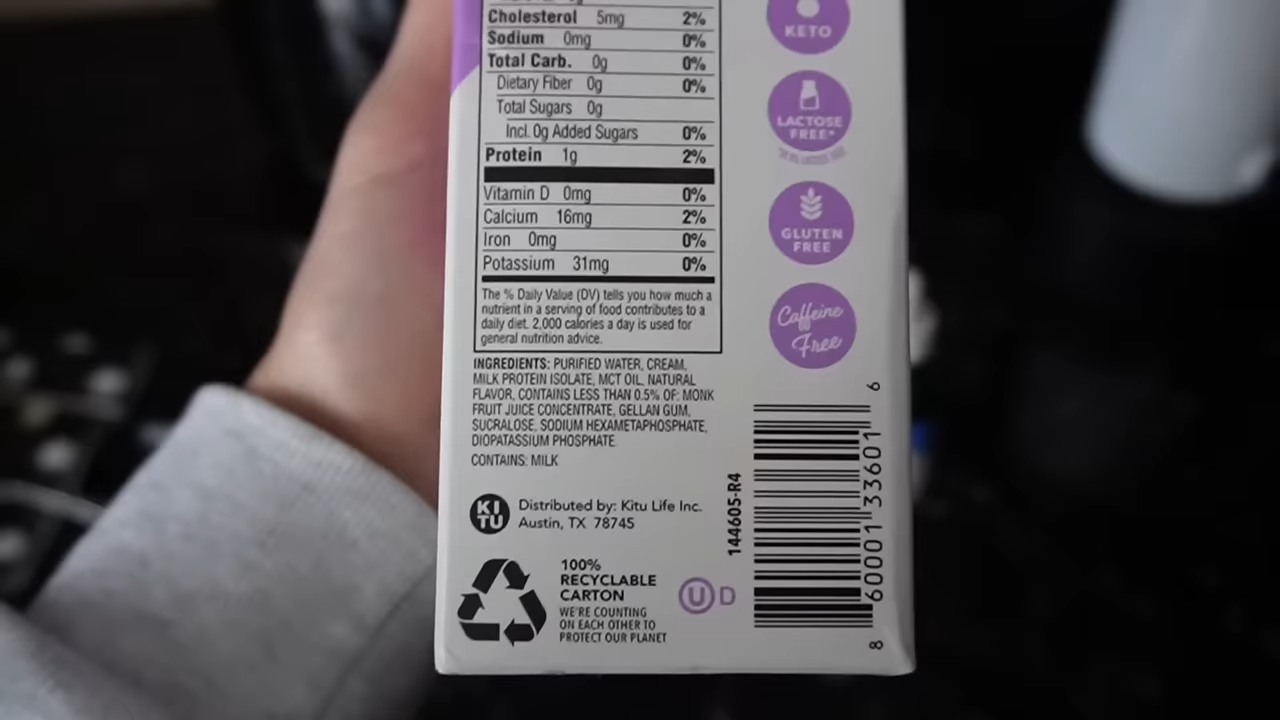 Cholesterol 5mg 2%
Sodium 0mg 0%
Total Carb. 0g 0%
Dietary Fiber 0g 0%
Total Sugars 0g
Incl. 0g Added Sugars 0%
Protein 1g 2%
Vitamin D 0mg 0%
Calcium 16mg 2%
Iron 0mg 0%
Potassium 31mg 0%
The % Daily Value (DV) tells you how much a
nutrient in a serving of food contributes to a
daily diet. 2,000 calories a day is used for
general nutrition advice.
INGREDIENTS: PURIFIED WATER, CREAM,
MILK PROTEIN ISOLATE, MCT OIL, NATURAL
FLAVOR, CONTAINS LESS THAN 0.5% OF: MONK
FRUIT JUICE CONCENTRATE, GELLAN GUM,
SUCRALOSE, SODIUM HEXAMETAPHOSPHATE,
DIOPATASSIUM PHOSPHATE.
CONTAINS: MILK
KI
TU
Distributed by: Kitu Life Inc.
Austin, TX 78745
100%
RECYCLABLE
CARTON
WE'RE COUNTING
ON EACH OTHER TO
PROTECT OUR PLANET
U D
KETO
LACTOSE
FREE*
GLUTEN
FREE
Caffeine
Free
144605-R4
8 60001 33601 6